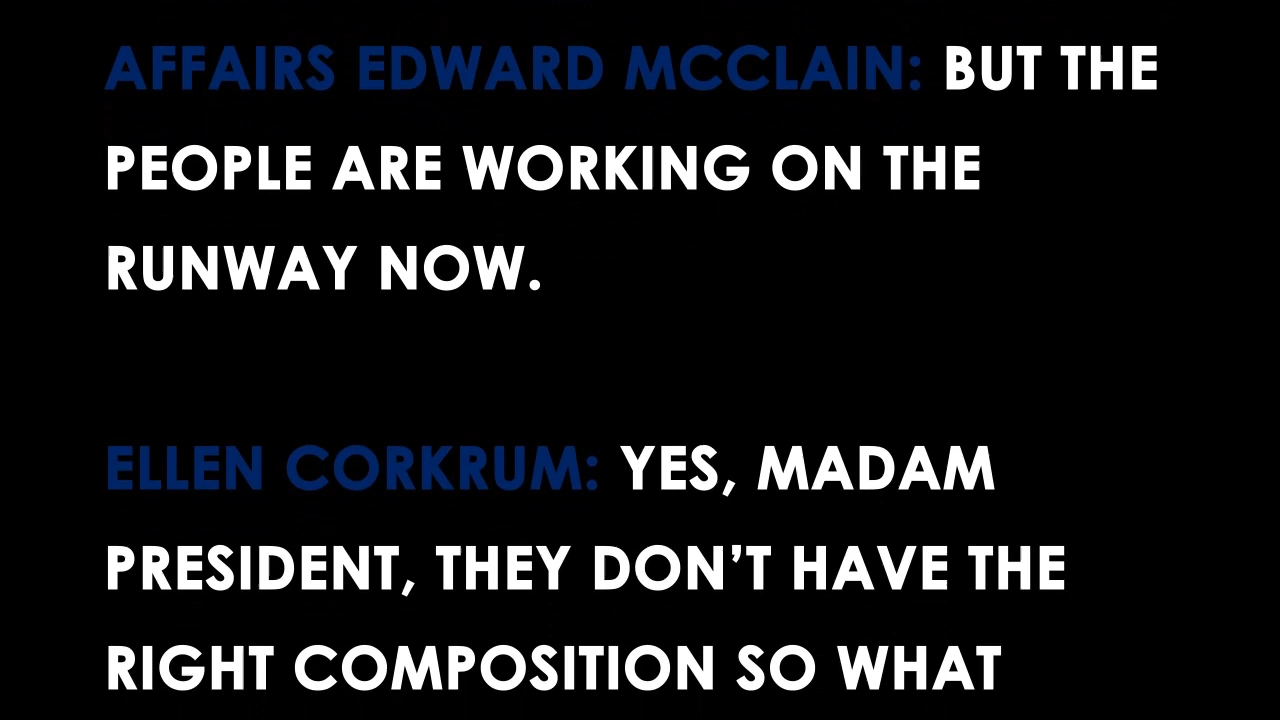 AFFAIRS EDWARD MCCLAIN: BUT THE
PEOPLE ARE WORKING ON THE
RUNWAY NOW.
ELLEN CORKRUM: YES, MADAM
PRESIDENT, THEY DON’T HAVE THE
RIGHT COMPOSITION SO WHAT